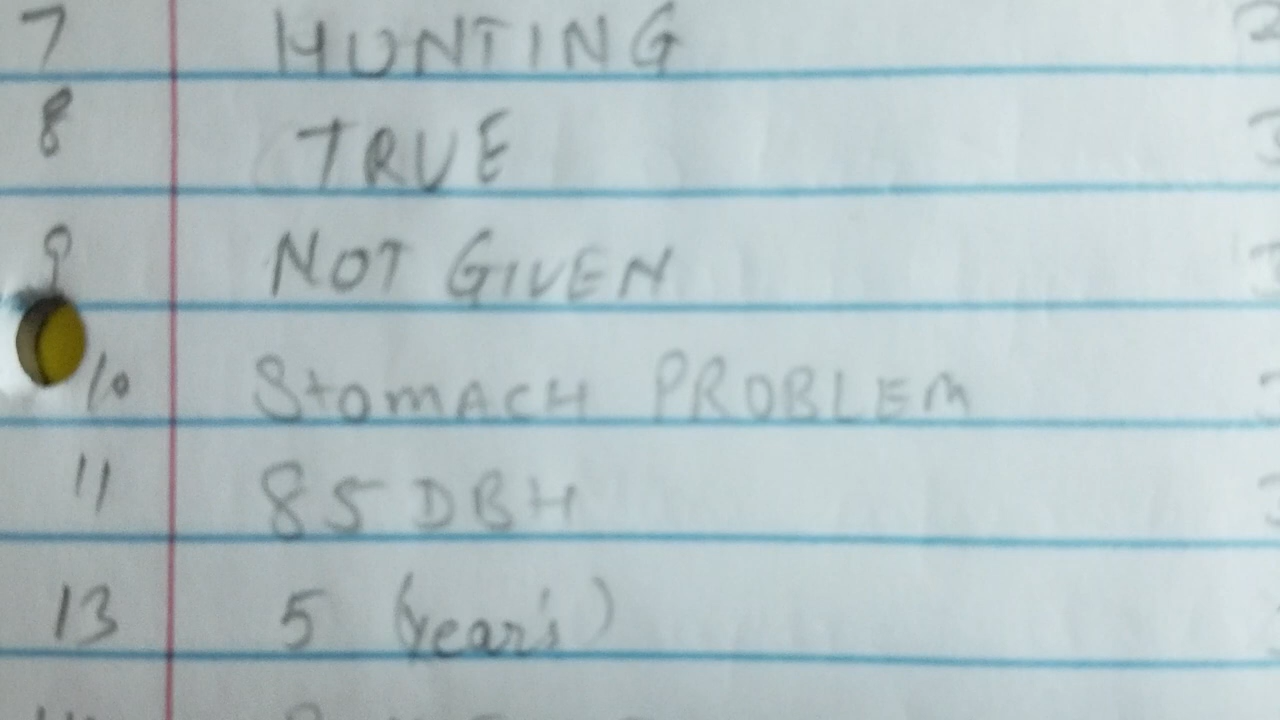 7 HUNTING
8 TRUE
9 NOT GIVEN
10 StomACH PROBLEM
11 85 DBH
13 5 (year's)